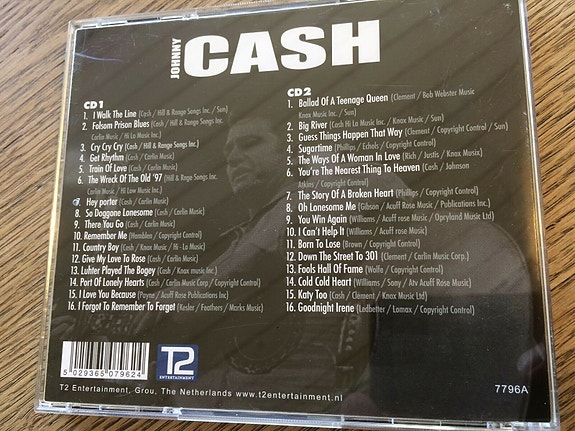 JOHNNY
CASH
CD1
1. I Walk The Line (Cash / Hill & Range Songs Inc. / Sun)
2. Folsom Prison Blues (Cash / Hill & Range Songs Inc.
Carlin Music / Hi Lo Music Inc.)
3. Cry Cry Cry (Cash / Hill & Range Songs Inc.)
4. Get Rhythm (Cash / Carlin Music)
5. Train Of Love (Cash / Carlin Music)
6. The Wreck Of The Old '97 (Cash / Hill & Rnge Songs Inc.
Carlin Music / Hi Low Music Inc.)
7. Hey porter (Cash / Carlin Music)
8. So Doggone Lonesome (Cash / Carlin Music)
9. There You Go (Cash / Carlin Music)
10. Remember Me (Hamblen / Copyright Control)
11. Country Boy (Cash / Knox Music / Hi - Lo Music)
12. Give My Love To Rose (Cash / Carlin Music)
13. Luhter Played The Bogey (Cash / Knox music Inc.)
14. Port Of Lonely Hearts (Cash / Carlin Music Corp / Copyright Control)
15. I Love You Because (Payne / Acuff Rose Publications Inc)
16. I Forgot To Remember To Forget (Kesler / Feathers / Marks Music)
CD2
1. Ballad Of A Teenage Queen (Clement / Bob Webster Music
Knox Music Inc. / Sun)
2. Big River (Cash Hi Lo Music Inc. / Knox Music / Sun)
3. Guess Things Happen That Way (Clement / Copyright Control / Sun)
4. Sugartime (Phillips / Echols / Copyright Control)
5. The Ways Of A Woman In Love (Rich / Justis / Knox Musix)
6. You're The Nearest Thing To Heaven (Cash / Johnson
Atkins / Copyright Control)
7. The Story Of A Broken Heart (Phillips / Copyright Control)
8. Oh Lonesome Me (Gibson / Acuff Rose Music / Publications Inc.)
9. You Win Again (Williams / Acuff rose Music / Opryland Music Ltd)
10. I Can't Help It (Williams / Acuff rose Music)
11. Born To Lose (Brown / Copyright Control)
12. Down The Street To 301 (Clement / Carlin Music Corp.)
13. Fools Hall Of Fame (Wolfa / Copyright Control)
14. Cold Cold Heart (Williams / Sony / Atv Acuff Rose Music)
15. Katy Too (Cash / Clement / Knox Music Ltd)
16. Goodnight Irene (Ledbetter / Lomax / Copyright Control)
5 029365 079624
T2
ENTERTAINMENT
T2 Entertainment, Grou, The Netherlands www.t2entertainment.nl
7796A